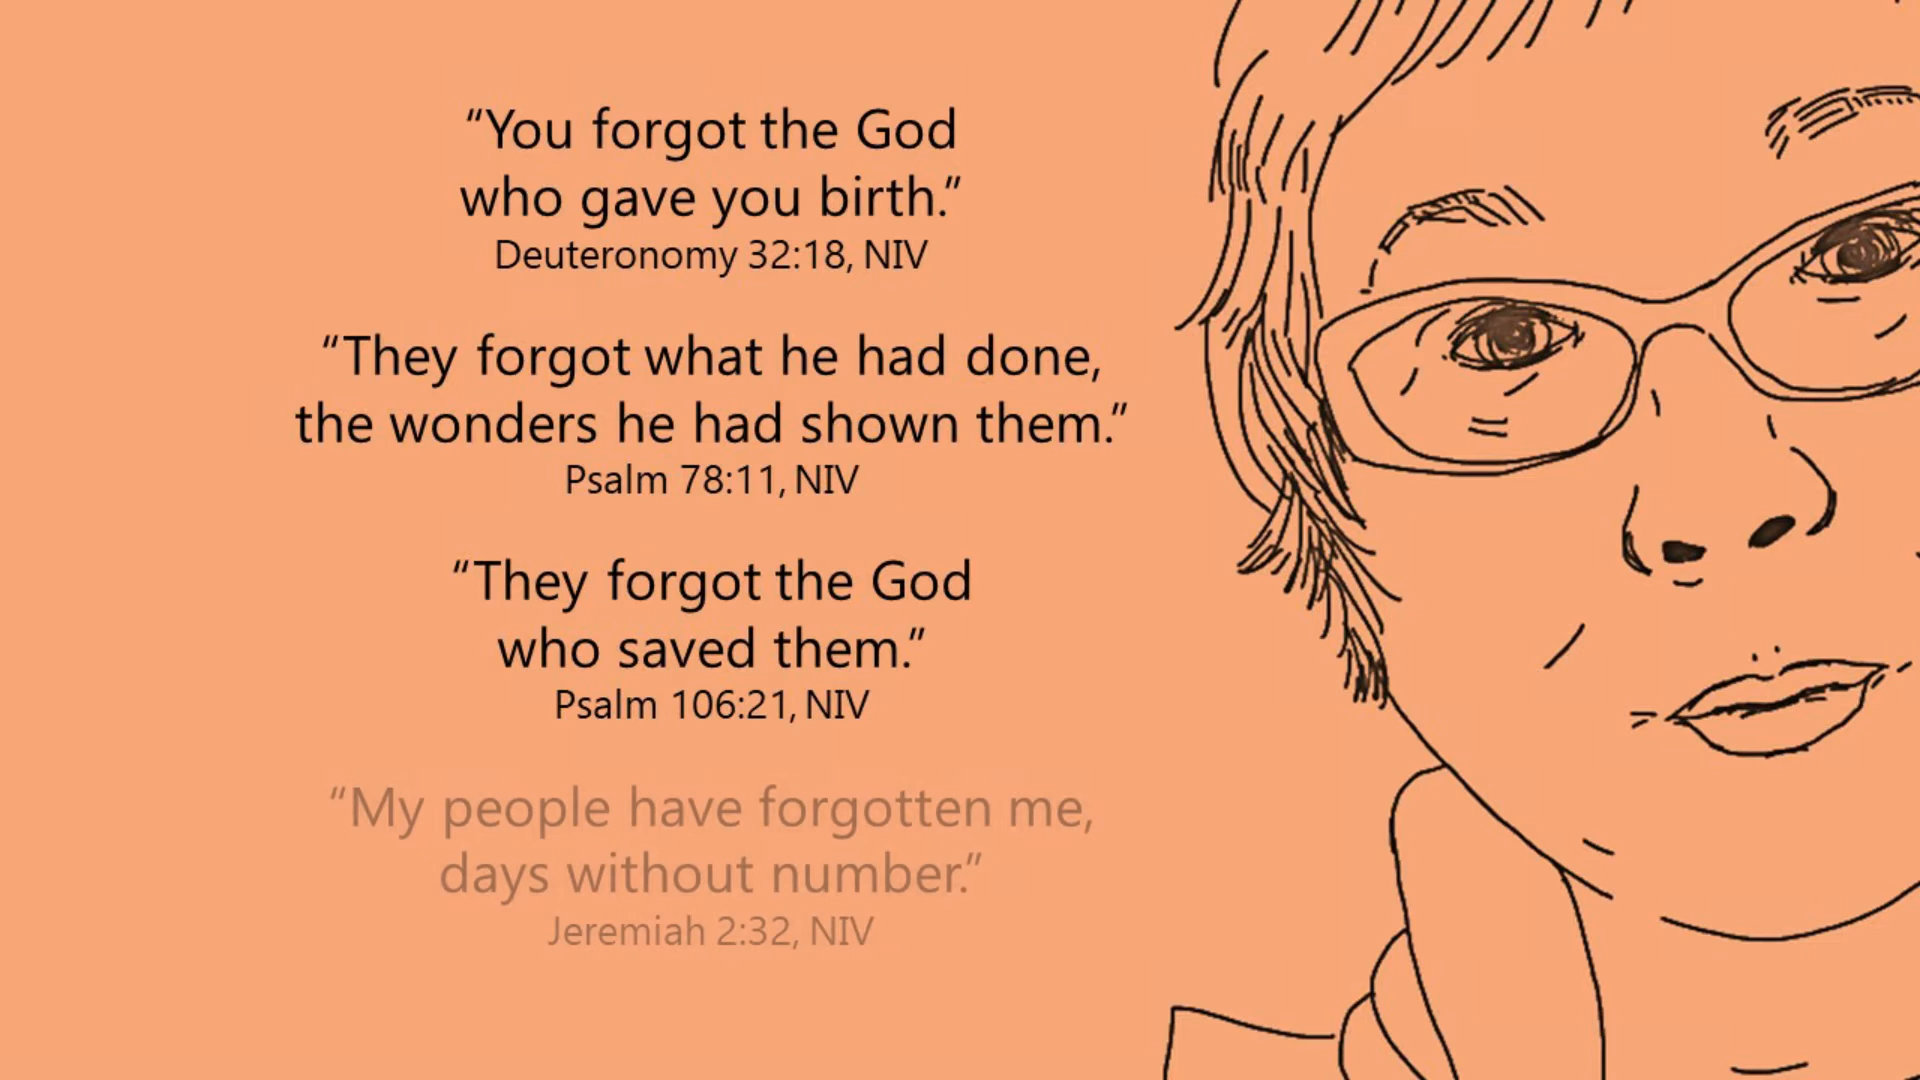 “You forgot the God
who gave you birth.”
Deuteronomy 32:18, NIV
“They forgot what he had done,
the wonders he had shown them.”
Psalm 78:11, NIV
“They forgot the God
who saved them.”
Psalm 106:21, NIV
“My people have forgotten me,
days without number.”
Jeremiah 2:32, NIV